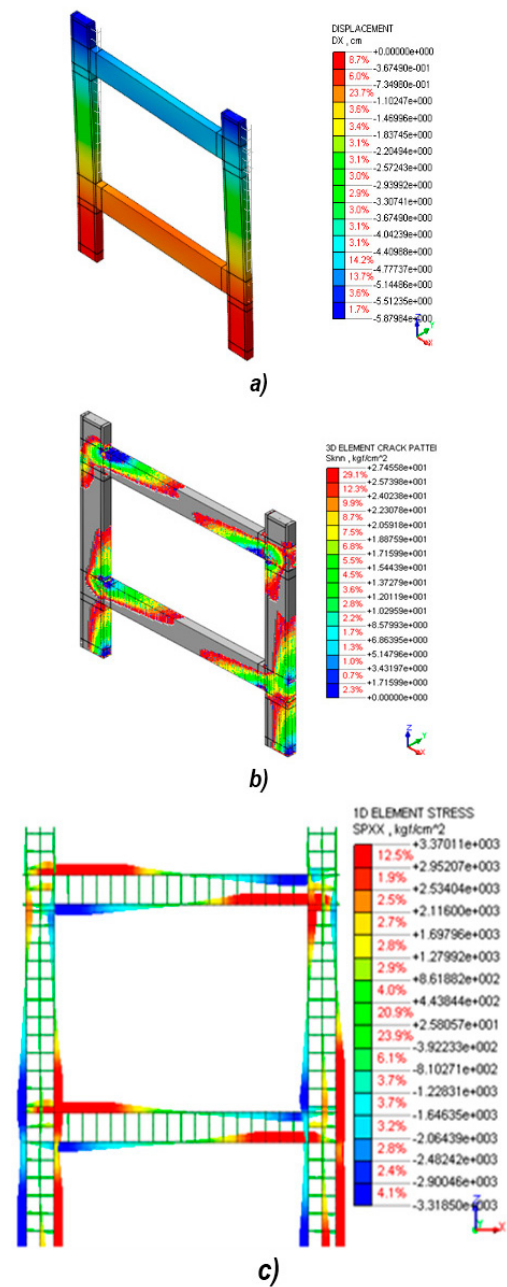 DISPLACEMENT
DX , cm
+0.00000e+000
8.7%
-3.67490e-001
6.0%
-7.34980e-001
23.7%
-1.10247e+000
3.6%
-1.46996e+000
3.4%
-1.83745e+000
3.1%
-2.20494e+000
3.1%
-2.57243e+000
3.0%
-2.93992e+000
2.9%
-3.30741e+000
3.0%
-3.67490e+000
3.1%
-4.04239e+000
3.1%
-4.40988e+000
14.2%
-4.77737e+000
13.7%
-5.14486e+000
3.6%
-5.51235e+000
1.7%
-5.87984e+000
Z
Y
X
a)
3D ELEMENT CRACK PATTEI
Sknn , kgf/cm^2
+2.74558e+001
29.1%
+2.57398e+001
12.3%
+2.40238e+001
9.9%
+2.23078e+001
8.7%
+2.05918e+001
7.5%
+1.88759e+001
6.8%
+1.71599e+001
5.5%
+1.54439e+001
4.5%
+1.37279e+001
3.6%
+1.20119e+001
2.8%
+1.02959e+001
2.2%
+8.57993e+000
1.7%
+6.86395e+000
1.3%
+5.14796e+000
1.0%
+3.43197e+000
0.7%
+1.71599e+000
2.3%
+0.00000e+000
Z
Y
X
b)
1D ELEMENT STRESS
SPXX , kgf/cm^2
+3.37011e+003
12.5%
+2.95207e+003
1.9%
+2.53404e+003
2.5%
+2.11600e+003
2.7%
+1.69796e+003
2.8%
+1.27992e+003
2.9%
+8.61882e+002
4.0%
+4.43844e+002
20.9%
+2.58057e+001
23.9%
-3.92233e+002
6.1%
-8.10271e+002
3.7%
-1.22831e+003
3.7%
-1.64635e+003
3.2%
-2.06439e+003
2.8%
-2.48242e+003
2.4%
-2.90046e+003
4.1%
-3.31850e+003
Z
Y
X
c)